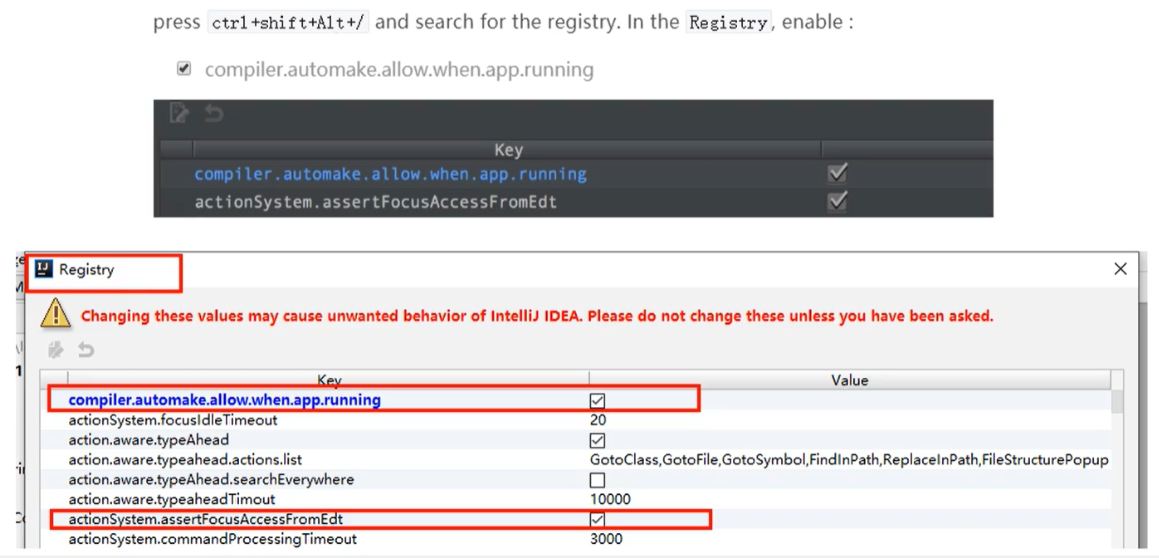 press ctrl+shift+Alt+/ and search for the registry. In the Registry, enable :
compiler.automake.allow.when.app.running
Key
compiler.automake.allow.when.app.running
actionSystem.assertFocusAccessFromEdt
Registry
Changing these values may cause unwanted behavior of IntelliJ IDEA. Please do not change these unless you have been asked.
Key Value
compiler.automake.allow.when.app.running
actionSystem.focusIdleTimeout 20
action.aware.typeAhead
action.aware.typeahead.actions.list GotoClass,GotoFile,GotoSymbol,FindInPath,ReplaceInPath,FileStructurePopup
action.aware.typeAhead.searchEverywhere
action.aware.typeaheadTimout 10000
actionSystem.assertFocusAccessFromEdt
actionSystem.commandProcessingTimeout 3000